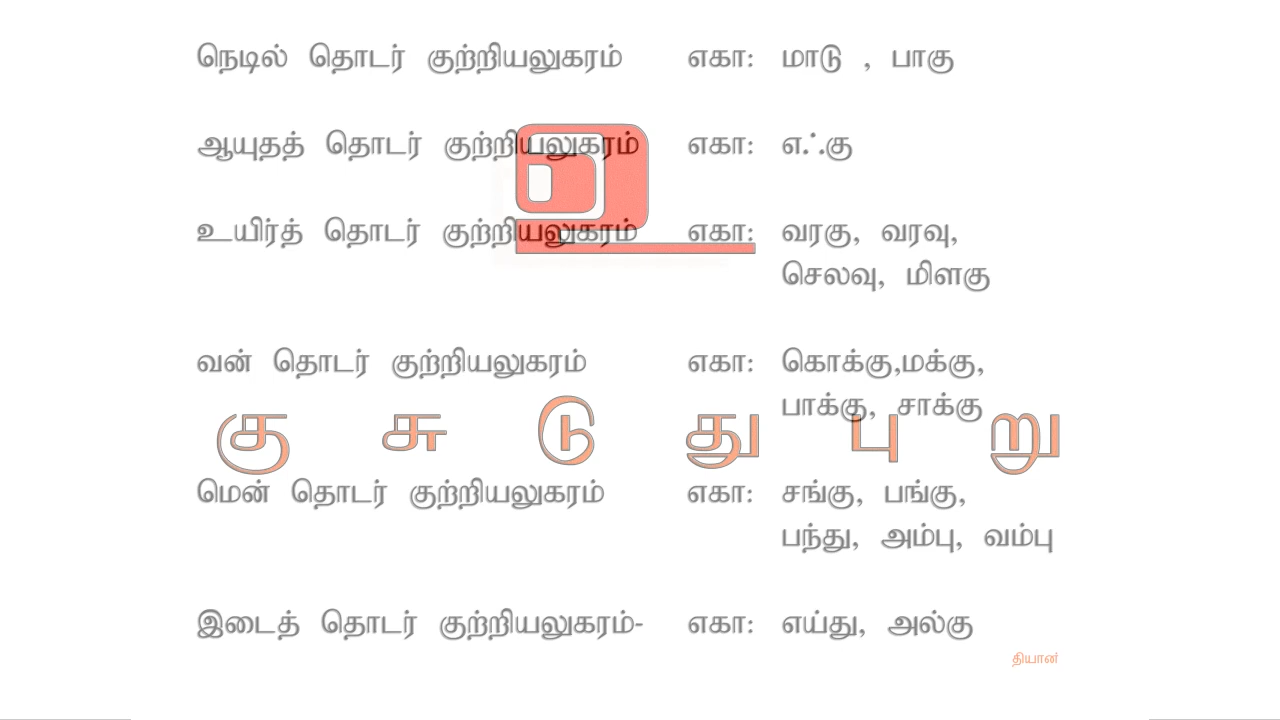 நெடில் தொடர் குற்றியலுகரம் எகா: மாடு , பாகு
ஆயுதத் தொடர் குற்றியலுகரம் எகா: எஃகு
உயிர்த் தொடர் குற்றியலுகரம் எகா: வரகு, வரவு,
செலவு, மிளகு
வன் தொடர் குற்றியலுகரம் எகா: கொக்கு,மக்கு,
பாக்கு, சாக்கு
கு சு டு து பு று
மென் தொடர் குற்றியலுகரம் எகா: சங்கு, பங்கு,
பந்து, அம்பு, வம்பு
இடைத் தொடர் குற்றியலுகரம்- எகா: எய்து, அல்கு
தியான்